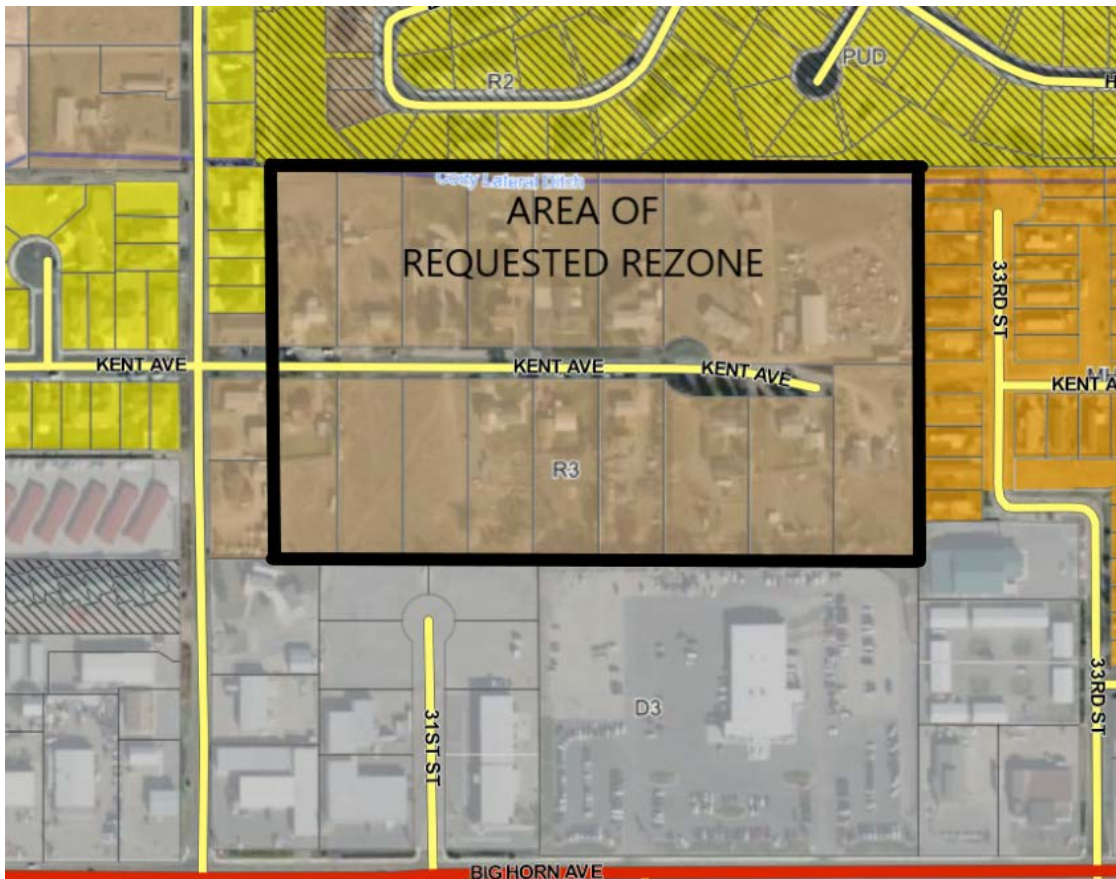 R2
PUD
H
Cody Lateral Ditch
AREA OF
REQUESTED REZONE
33RD ST
KENT AVE
KENT AVE
KENT AVE
KENT A
MH
R3
D3
31ST ST
33RD ST
BIG HORN AVE